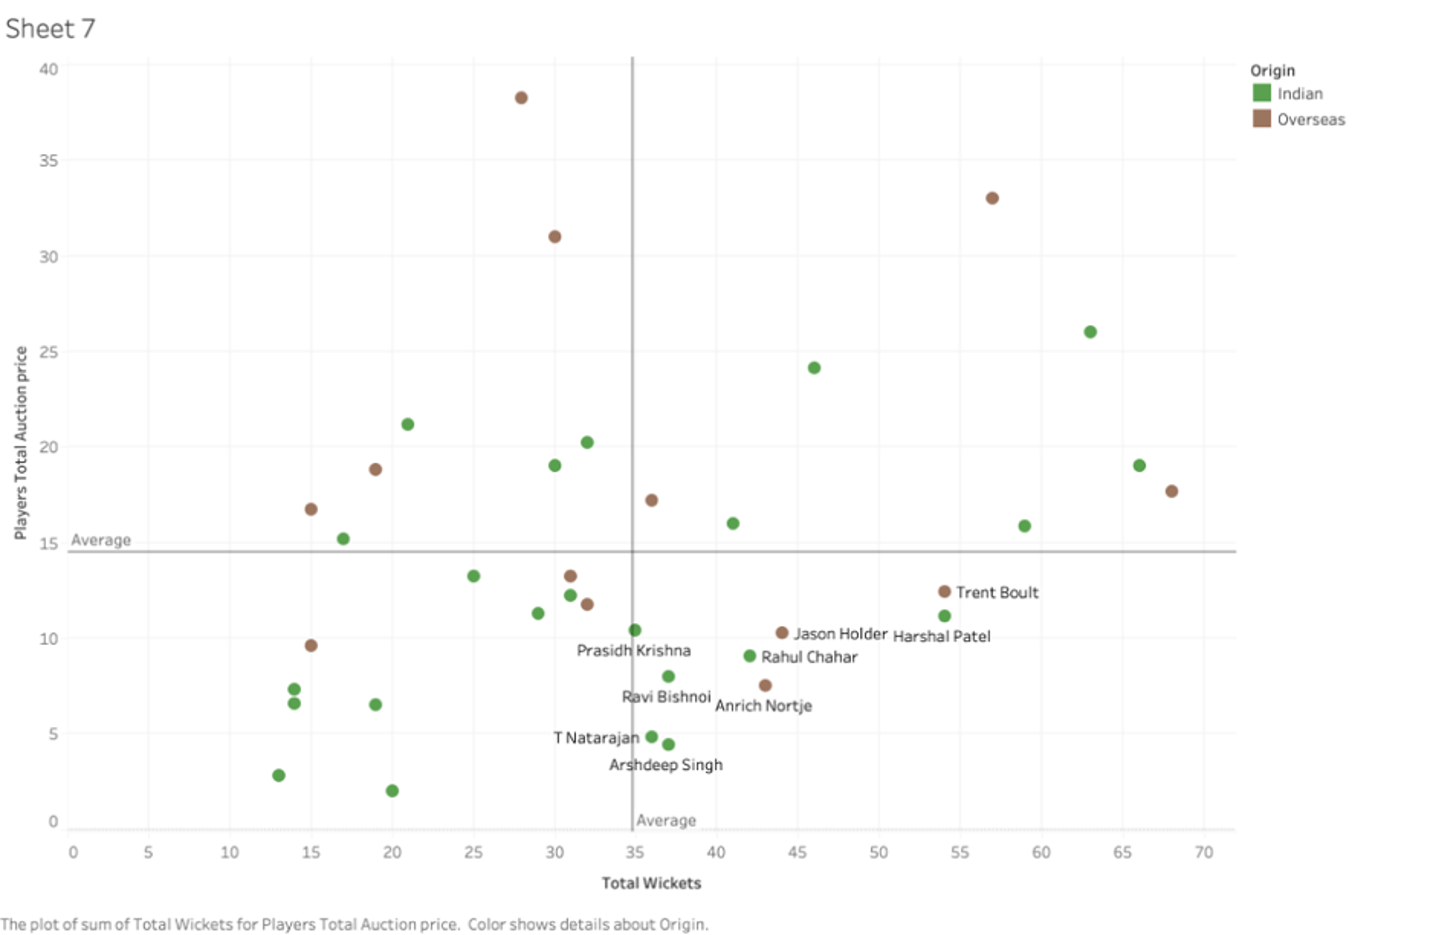 Sheet 7
Origin
Indian
Overseas
Players Total Auction price
40
35
30
25
20
15
10
5
0
Average
Trent Boult
Jason Holder
Harshal Patel
Prasidh Krishna
Rahul Chahar
Ravi Bishnoi
Anrich Nortje
T Natarajan
Arshdeep Singh
Average
0 5 10 15 20 25 30 35 40 45 50 55 60 65 70
Total Wickets
The plot of sum of Total Wickets for Players Total Auction price. Color shows details about Origin.